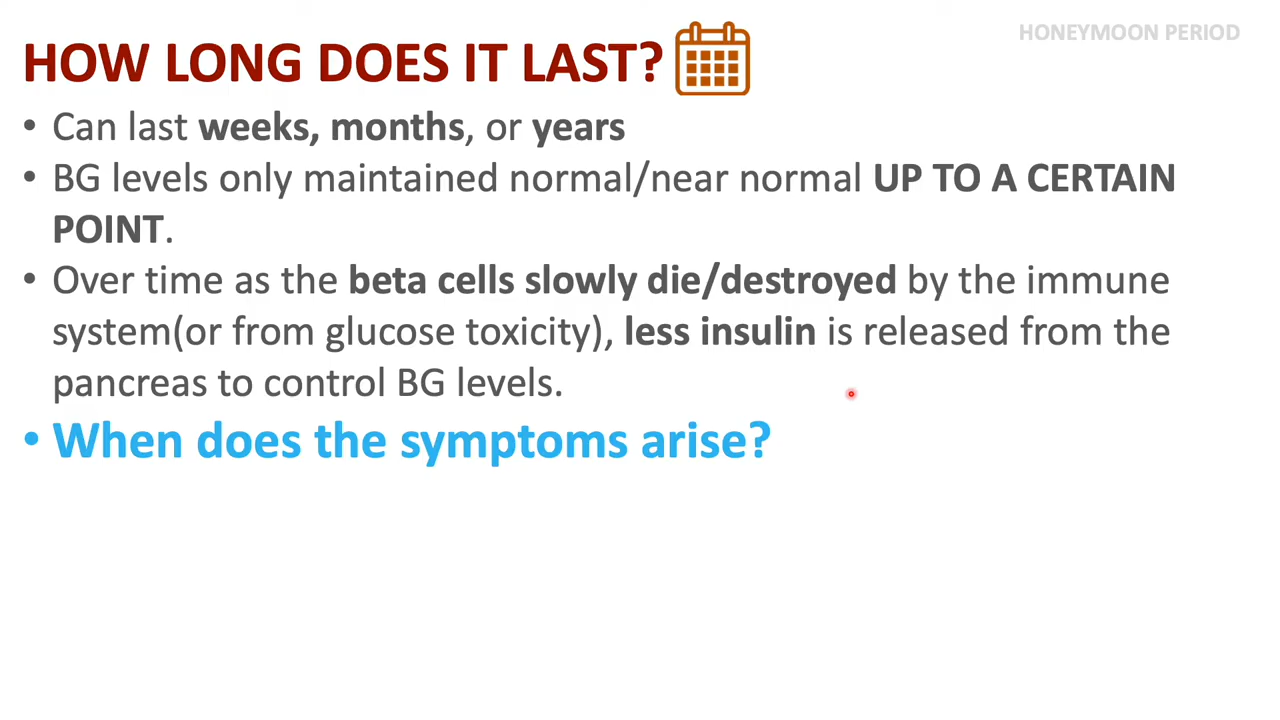 HONEYMOON PERIOD
HOW LONG DOES IT LAST?
• Can last weeks, months, or years
• BG levels only maintained normal/near normal UP TO A CERTAIN
POINT.
• Over time as the beta cells slowly die/destroyed by the immune
system(or from glucose toxicity), less insulin is released from the
pancreas to control BG levels.
• When does the symptoms arise?